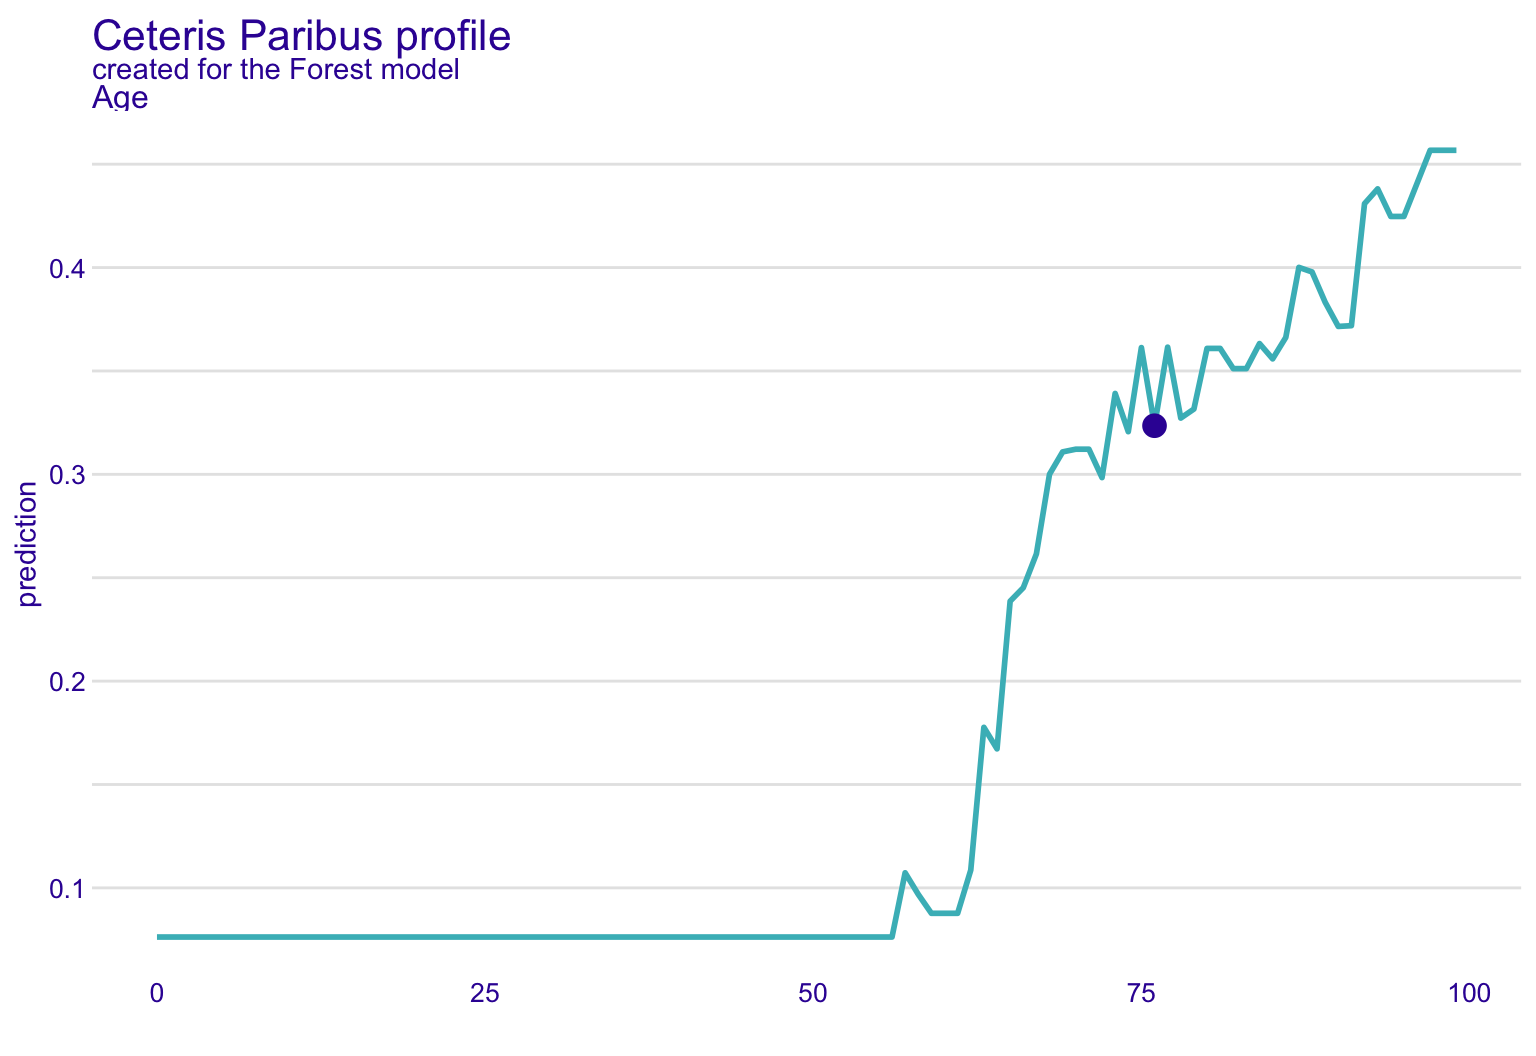 Ceteris Paribus profile
created for the Forest model
Age
0.4
0.3
0.2
0.1
prediction
0 25 50 75 100